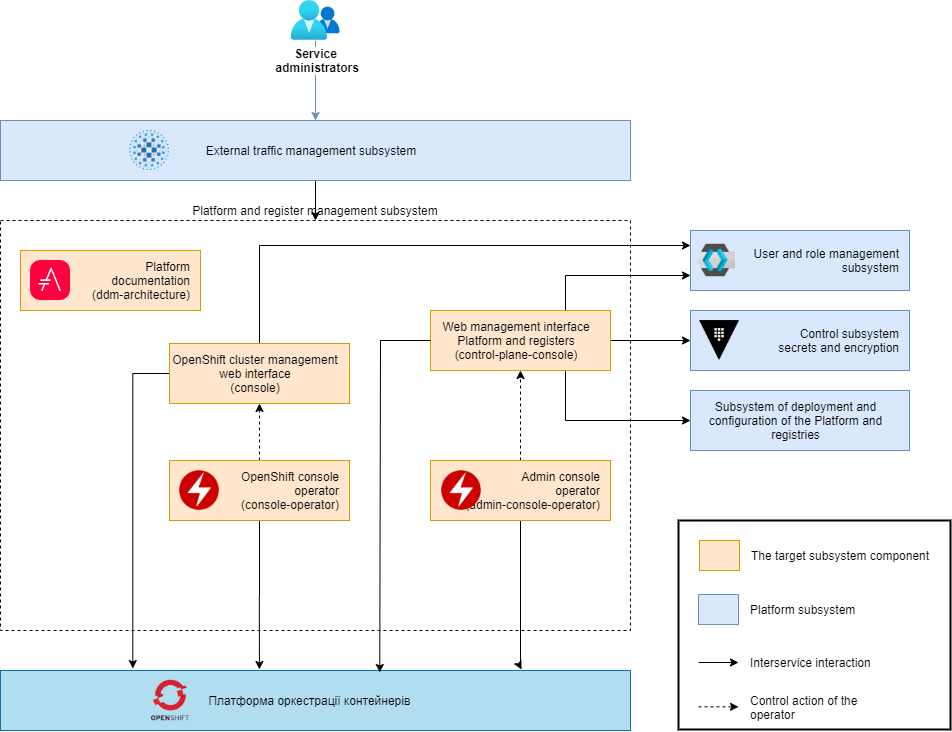 Service
administrators
External traffic management subsystem
Platform and register management subsystem
Platform
documentation
(ddm-architecture)
User and role management
subsystem
Web management interface
Platform and registers
(control-plane-console)
Control subsystem
secrets and encryption
OpenShift cluster management
web interface
(console)
Subsystem of deployment and
configuration of the Platform and
registries
OpenShift console
operator
(console-operator)
Admin console
operator
(admin-console-operator)
The target subsystem component
Platform subsystem
Interservice interaction
Control action of the
operator
OPENSHIFT
Платформа оркестрації контейнерів